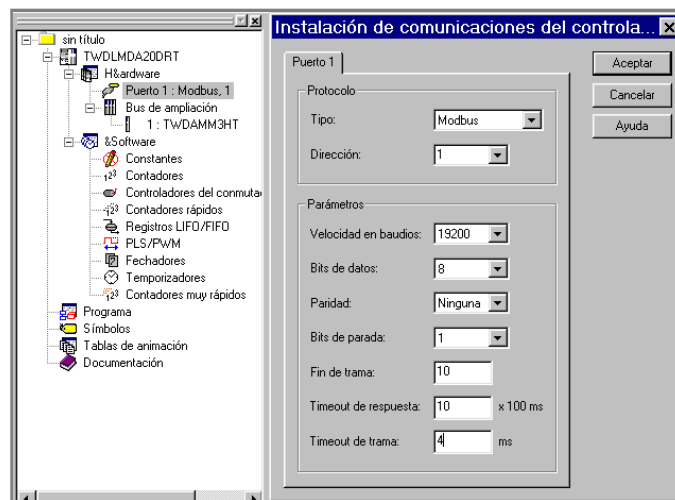 sin título
TWDLMDA20DRT
H&ardware
Puerto 1 : Modbus, 1
Bus de ampliación
1 : TWDAMM3HT
&Software
Constantes
Contadores
Controladores del conmuta
Contadores rápidos
Registros LIFO/FIFO
PLS/PWM
Fechadores
Temporizadores
Contadores muy rápidos
Programa
Símbolos
Tablas de animación
Documentación
Instalación de comunicaciones del controla...
Puerto 1
Protocolo
Tipo: Modbus
Dirección: 1
Parámetros
Velocidad en baudios: 19200
Bits de datos: 8
Paridad: Ninguna
Bits de parada: 1
Fin de trama: 10
Timeout de respuesta: 10 x 100 ms
Timeout de trama: 4 ms
Aceptar
Cancelar
Ayuda